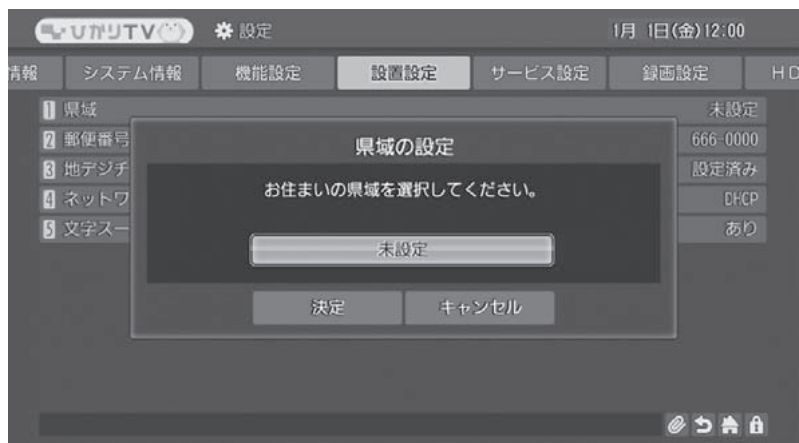 ひかりTV 設定 1月 1日(金)12:00
情報 システム情報 機能設定 設置設定 サービス設定 録画設定 HD
1 県域 未設定
2 郵便番号 666-0000
3 地デジチ 設定済み
4 ネットワ DHCP
5 文字スー あり
県域の設定
お住まいの県域を選択してください。
未設定
決定 キャンセル